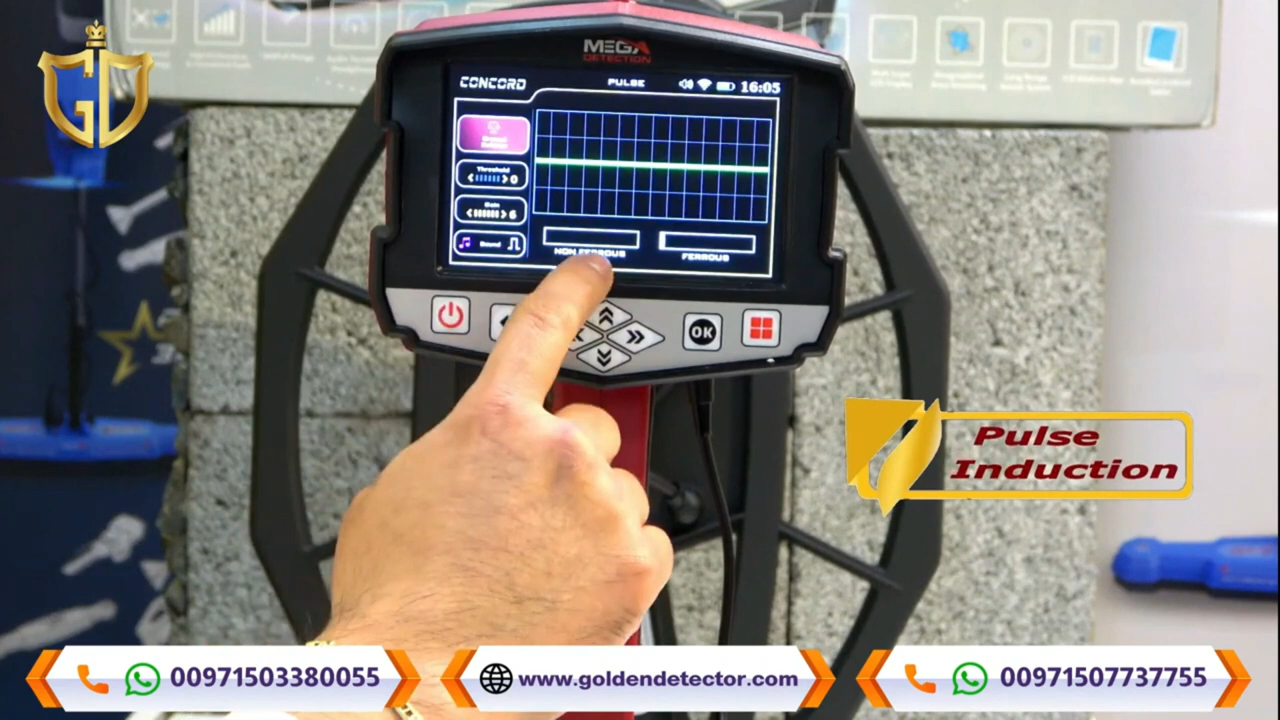 GD
MEGA
DETECTION
CONCORD
PULSE
16:05
Threshold
0
Gain
6
Sound
NON FERROUS
FERROUS
OK
Pulse
Induction
00971503380055
www.goldendetector.com
00971507737755